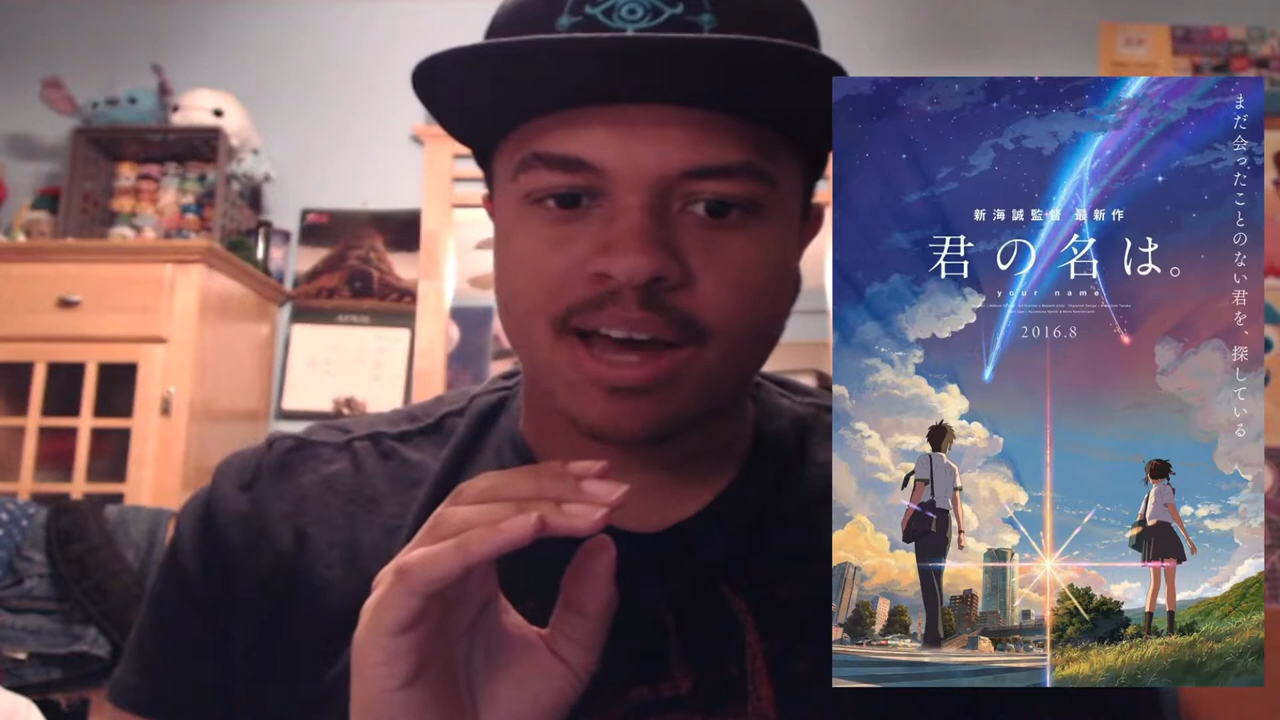 APRIL
まだ会ったことのない君を、探している
新海誠監督 最新作
君の名は。
your name.
2016.8